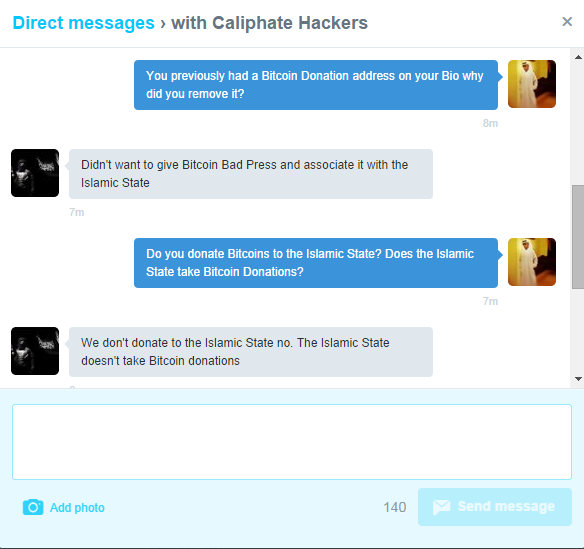 Direct messages › with Caliphate Hackers
You previously had a Bitcoin Donation address on your Bio why
did you remove it?
8m
Didn't want to give Bitcoin Bad Press and associate it with the
Islamic State
7m
Do you donate Bitcoins to the Islamic State? Does the Islamic
State take Bitcoin Donations?
7m
We don't donate to the Islamic State no. The Islamic State
doesn't take Bitcoin donations
Add photo
140
Send message